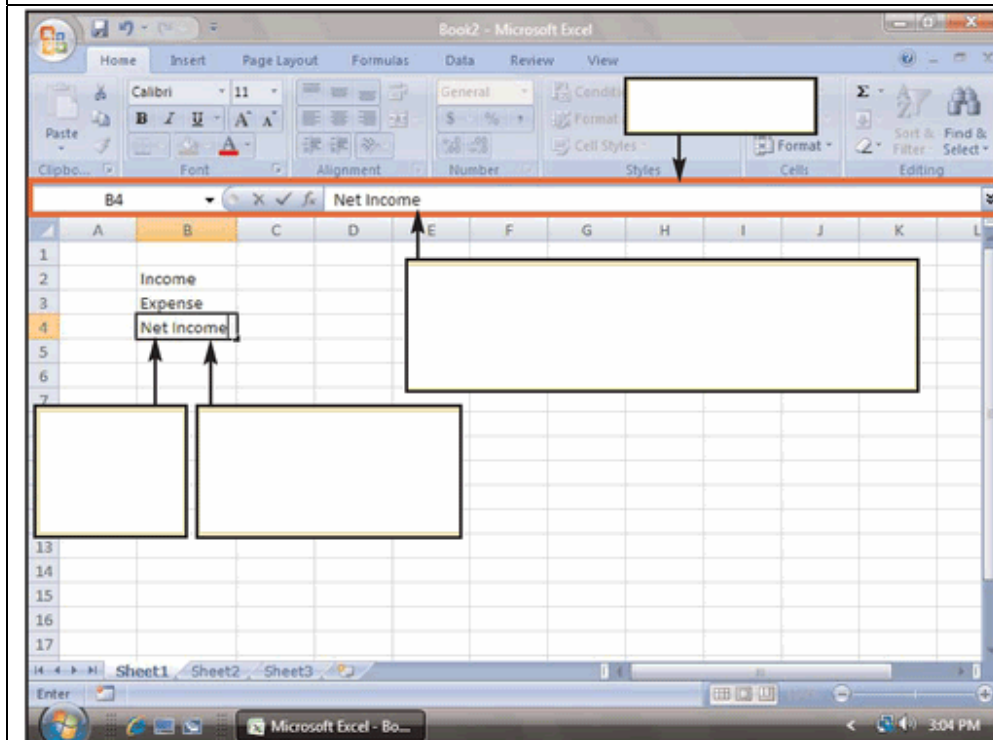 Book2 - Microsoft Excel
Home Insert Page Layout Formulas Data Review View
Calibri 11 General Conditi Σ
Paste B I U A A $ % , Format Sort & Find &
A Cell Styles Format Filter Select
Clipbo... Font Alignment Number Styles Cells Editing
B4 fx Net Income
A B C D E F G H I J K L
1
2 Income
3 Expense
4 Net Income
5
6
7
13
14
15
16
17
Sheet1 Sheet2 Sheet3
Enter
Microsoft Excel - Bo... 3:04 PM